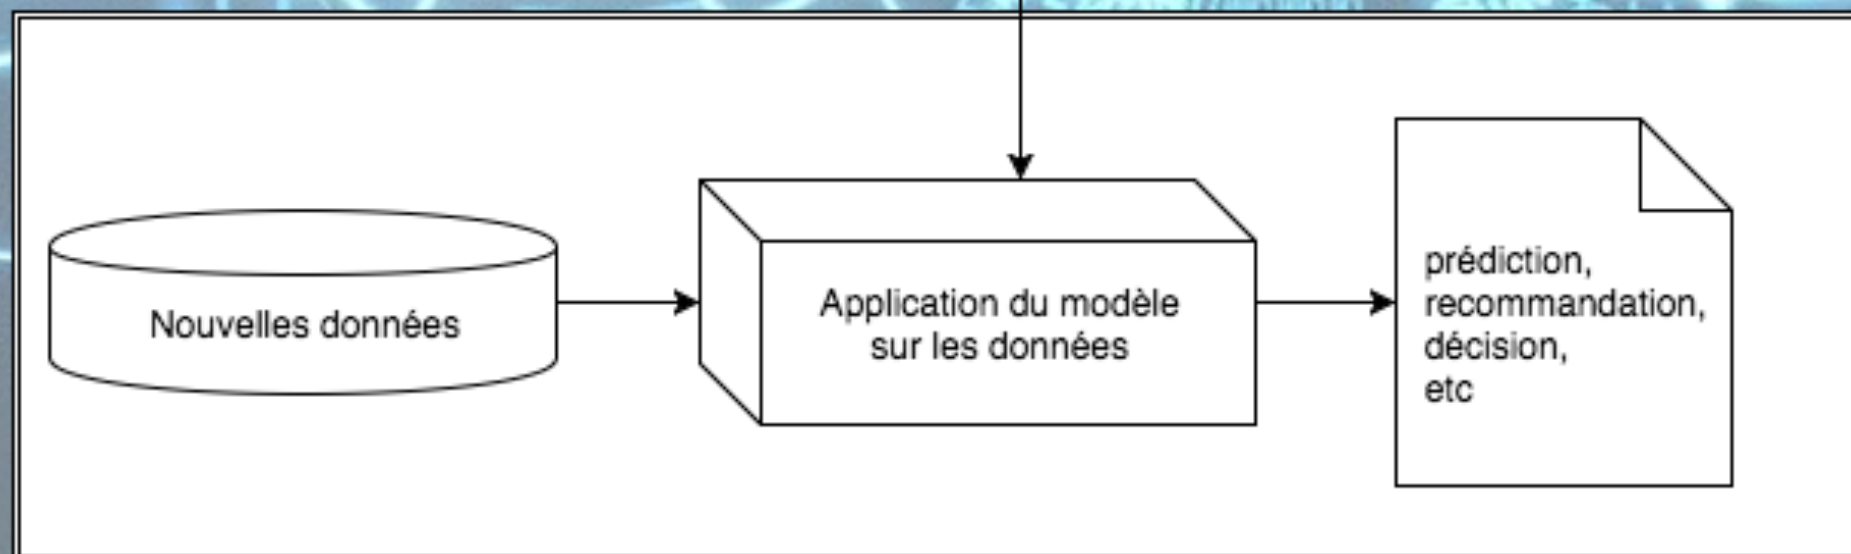 Nouvelles données
Application du modèle
sur les données
prédiction,
recommandation,
décision,
etc